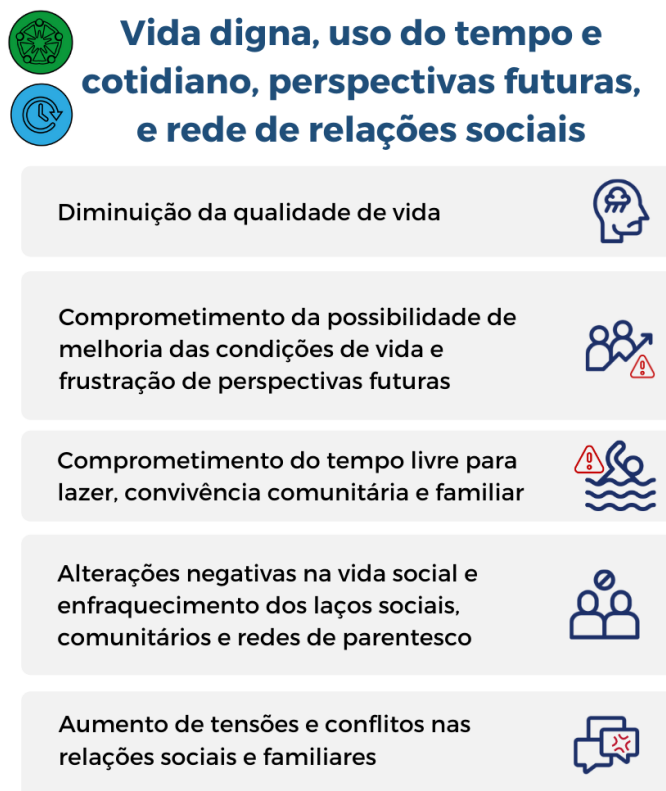 Vida digna, uso do tempo e
cotidiano, perspectivas futuras,
e rede de relações sociais
Diminuição da qualidade de vida
Comprometimento da possibilidade de
melhoria das condições de vida e
frustração de perspectivas futuras
Comprometimento do tempo livre para
lazer, convivência comunitária e familiar
Alterações negativas na vida social e
enfraquecimento dos laços sociais,
comunitários e redes de parentesco
Aumento de tensões e conflitos nas
relações sociais e familiares